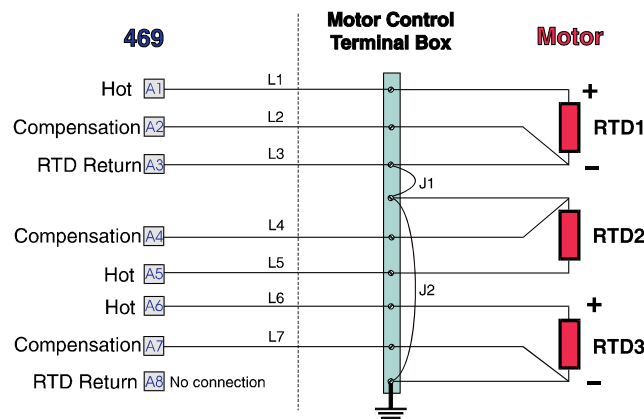 469
Motor Control
Terminal Box
Motor
Hot A1 L1
Compensation A2 L2
RTD Return A3 L3
J1
Compensation A4 L4
Hot A5 L5
Hot A6 L6
J2
Compensation A7 L7
RTD Return A8 No connection
+
RTD1
–
RTD2
+
RTD3
–